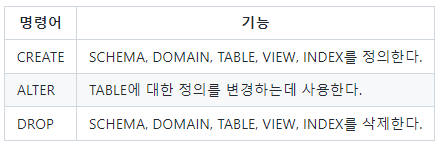 명령어 기능
CREATE SCHEMA, DOMAIN, TABLE, VIEW, INDEX를 정의한다.
ALTER TABLE에 대한 정의를 변경하는데 사용한다.
DROP SCHEMA, DOMAIN, TABLE, VIEW, INDEX를 삭제한다.